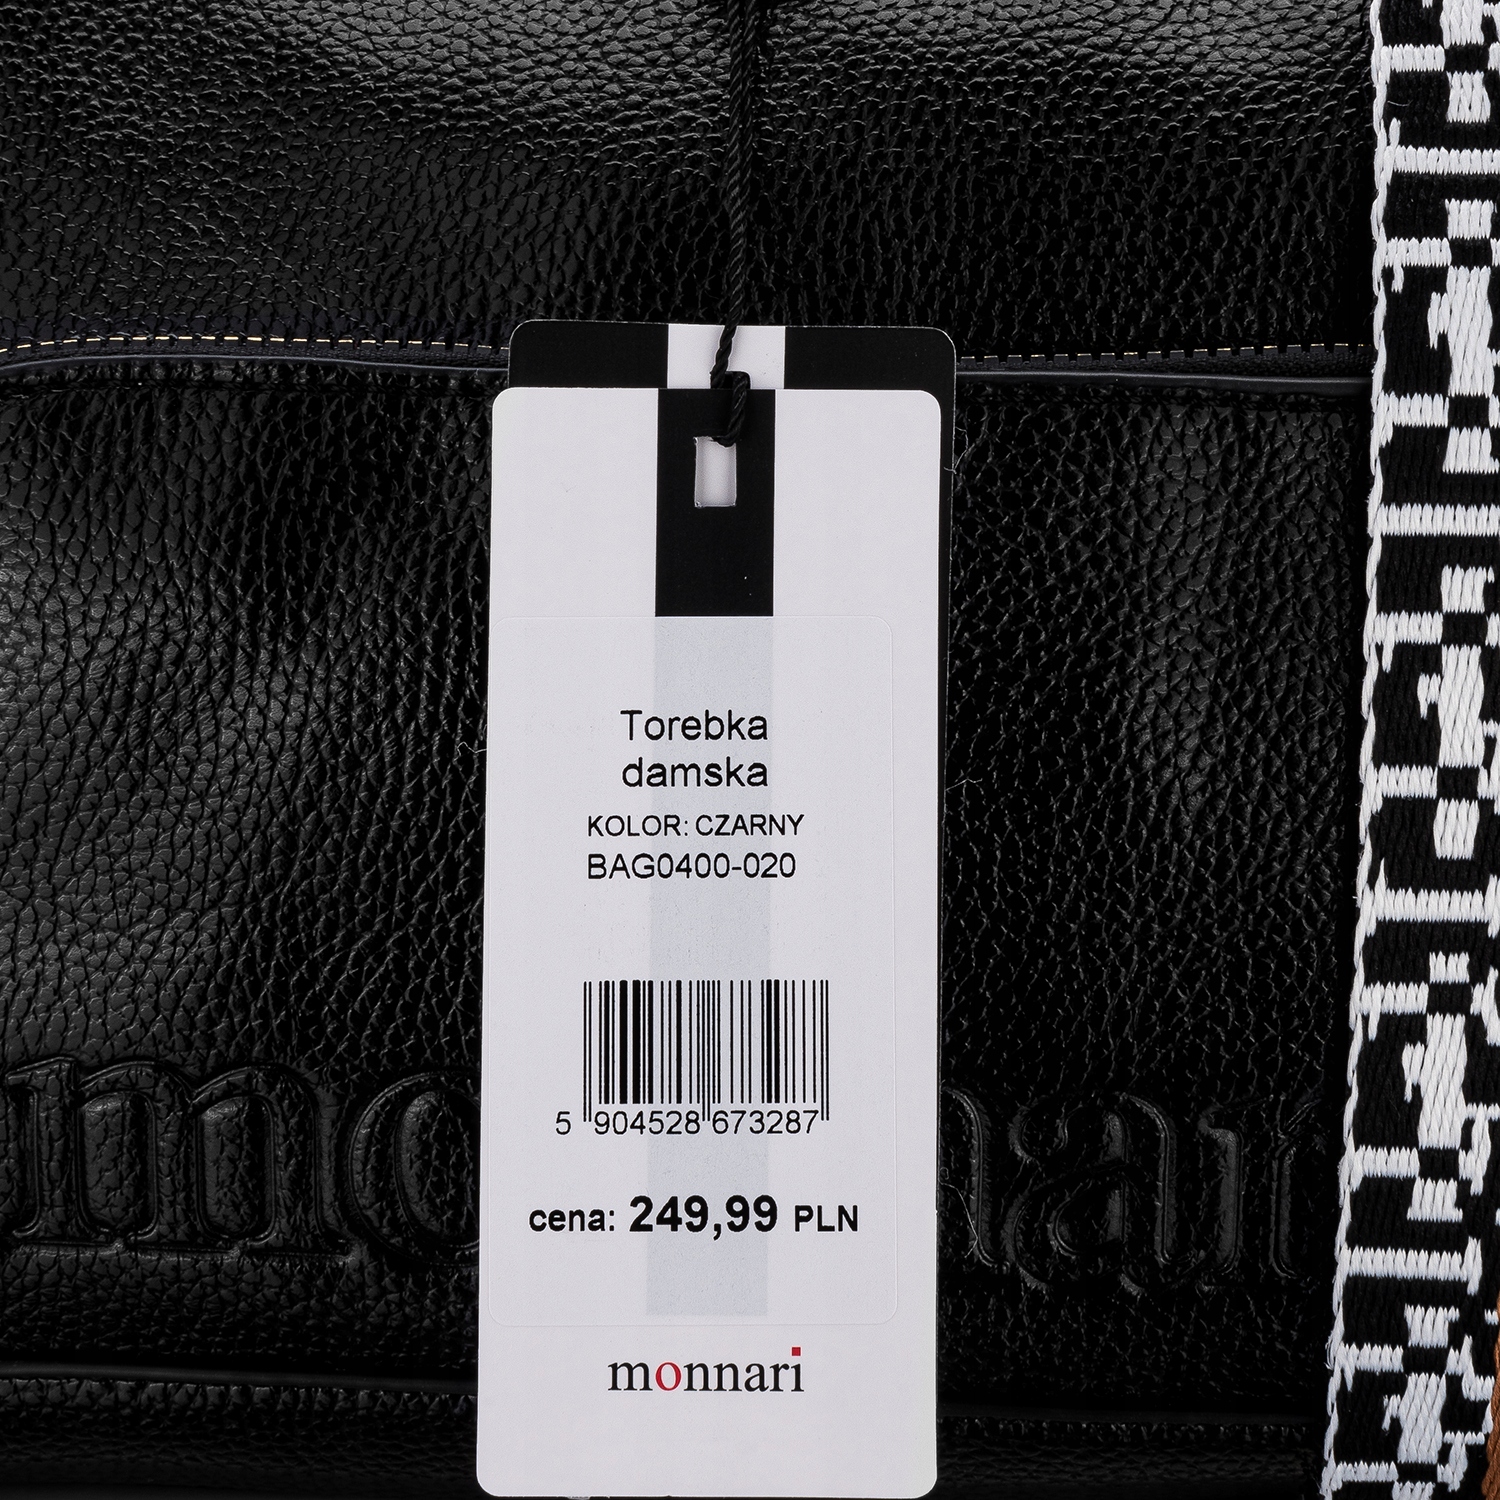 Torebka
damska
KOLOR: CZARNY
BAG0400-020
5 904528 673287
cena: 249,99 PLN
monnari